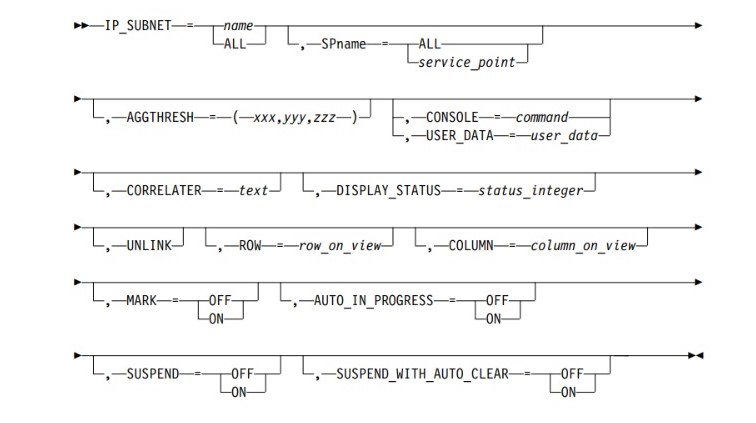 IP_SUBNET = name , SPname = ALL
ALL service_point
, AGGTHRESH = ( xxx,yyy,zzz ) , CONSOLE = command
, USER_DATA = user_data
, CORRELATER = text , DISPLAY_STATUS = status_integer
, UNLINK , ROW = row_on_view , COLUMN = column_on_view
, MARK = OFF , AUTO_IN_PROGRESS = OFF
ON ON
, SUSPEND = OFF , SUSPEND_WITH_AUTO_CLEAR = OFF
ON ON